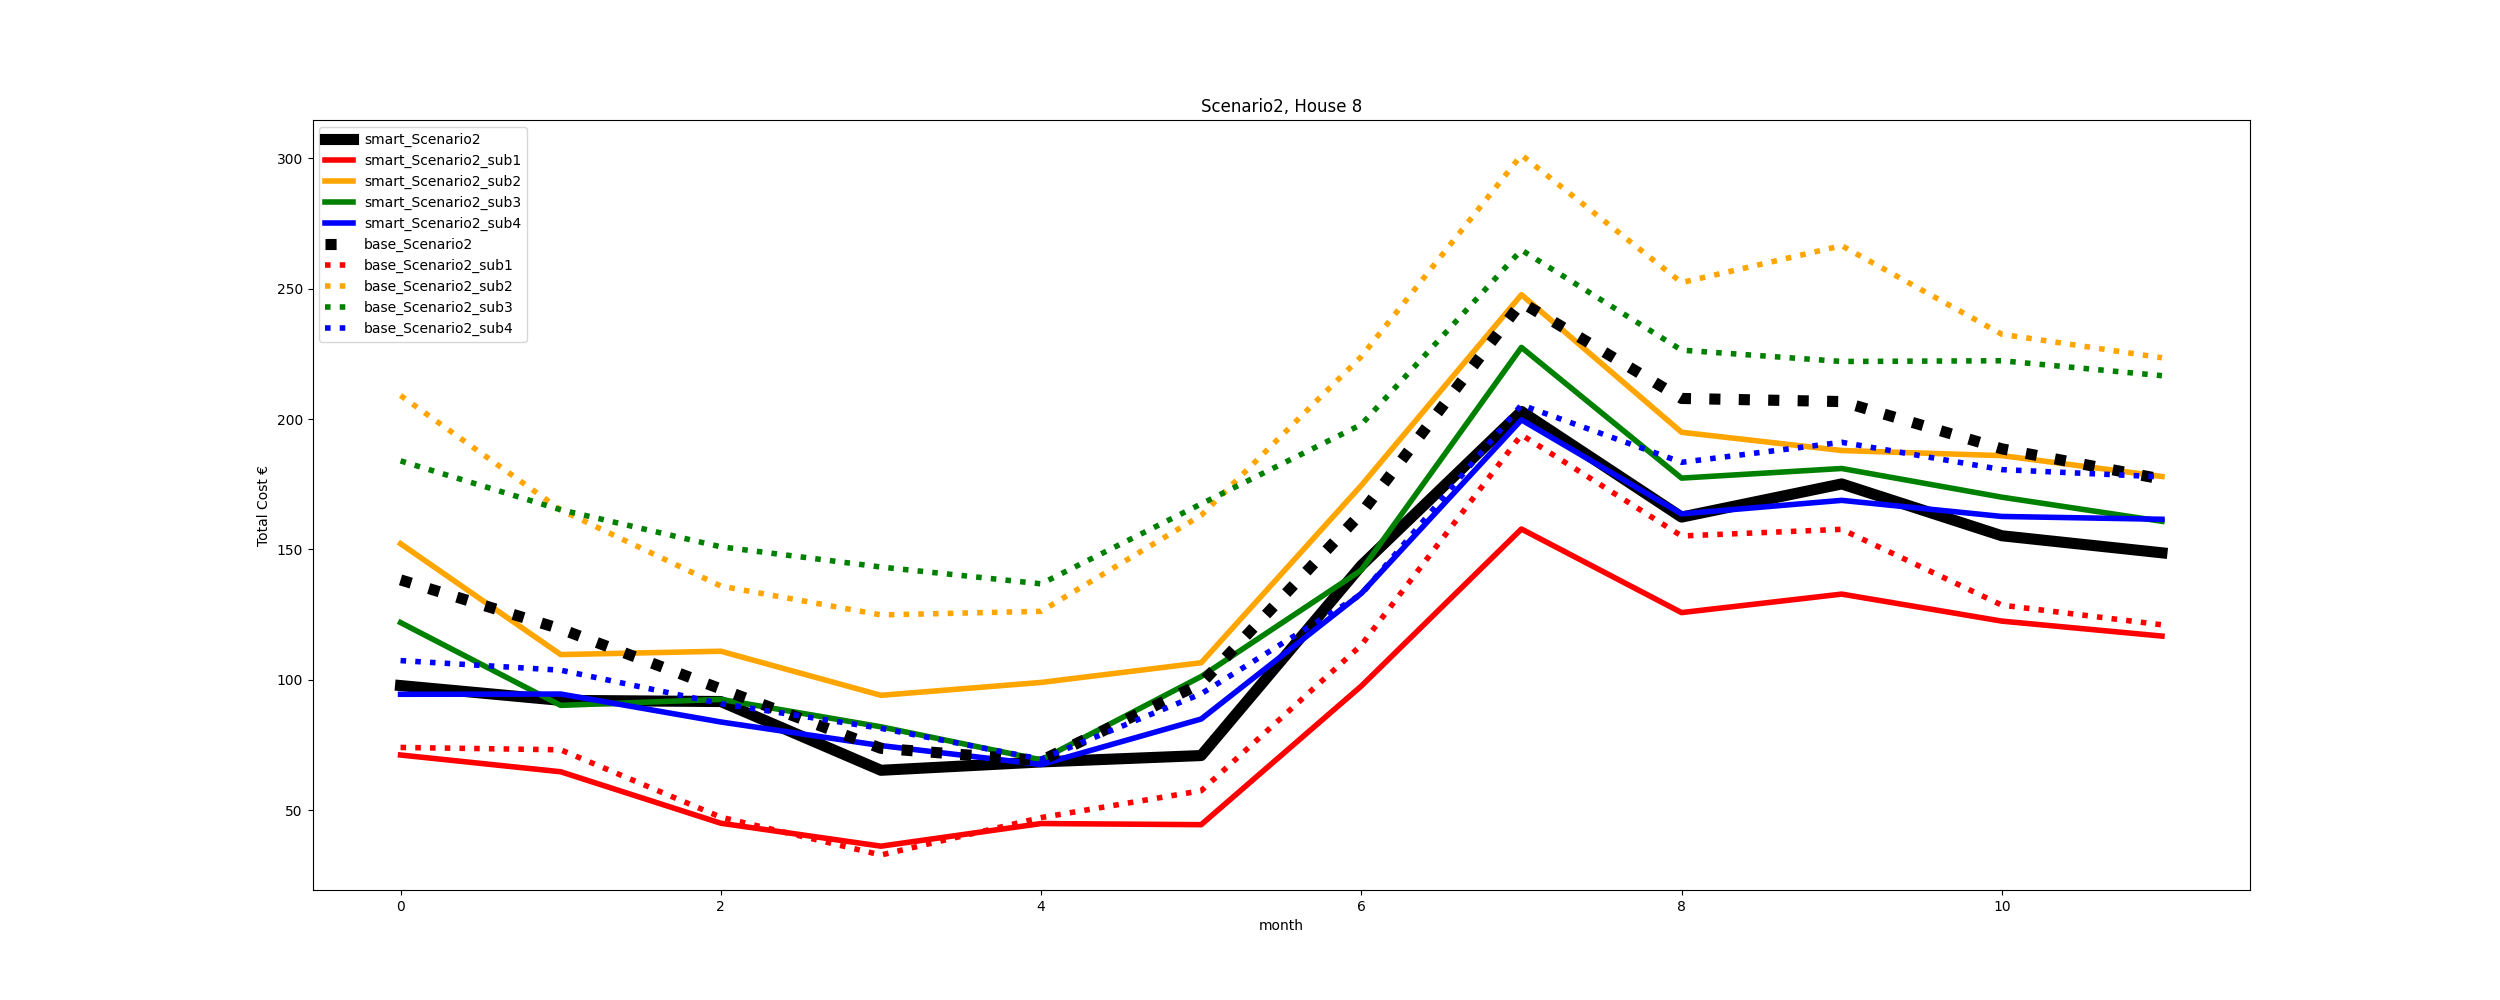 Scenario2, House 8
smart_Scenario2
smart_Scenario2_sub1
smart_Scenario2_sub2
smart_Scenario2_sub3
smart_Scenario2_sub4
base_Scenario2
base_Scenario2_sub1
base_Scenario2_sub2
base_Scenario2_sub3
base_Scenario2_sub4
300
250
200
150
100
50
Total Cost €
0 2 4 6 8 10
month